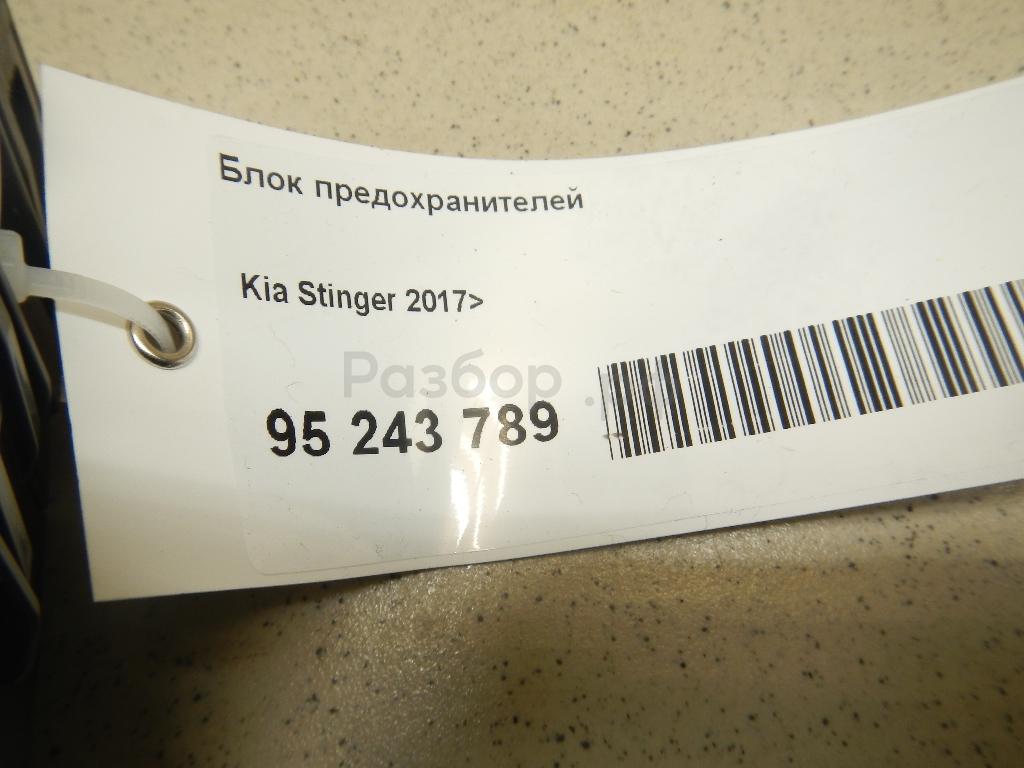 Блок предохранителей
Kia Stinger 2017>
Разбор
95 243 789